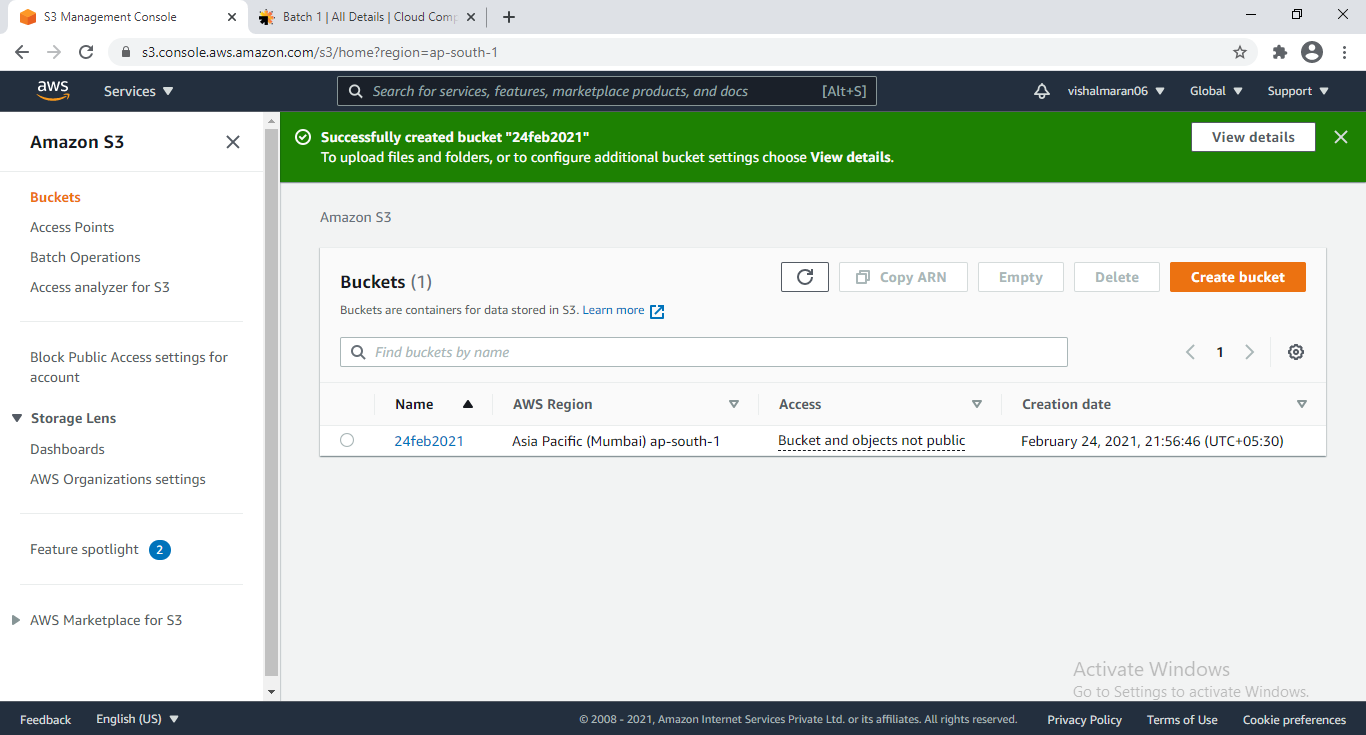 S3 Management Console
Batch 1 | All Details | Cloud Comp
s3.console.aws.amazon.com/s3/home?region=ap-south-1
aws
Services
Search for services, features, marketplace products, and docs
[Alt+S]
vishalmaran06
Global
Support
Amazon S3
Buckets
Access Points
Batch Operations
Access analyzer for S3
Block Public Access settings for
account
Storage Lens
Dashboards
AWS Organizations settings
Feature spotlight 2
AWS Marketplace for S3
Successfully created bucket "24feb2021"
To upload files and folders, or to configure additional bucket settings choose View details.
View details
Amazon S3
Buckets (1)
Copy ARN
Empty
Delete
Create bucket
Buckets are containers for data stored in S3. Learn more
Find buckets by name
1
Name AWS Region Access Creation date
24feb2021 Asia Pacific (Mumbai) ap-south-1 Bucket and objects not public February 24, 2021, 21:56:46 (UTC+05:30)
Activate Windows
Go to Settings to activate Windows.
Feedback
English (US)
© 2008 - 2021, Amazon Internet Services Private Ltd. or its affiliates. All rights reserved.
Privacy Policy
Terms of Use
Cookie preferences